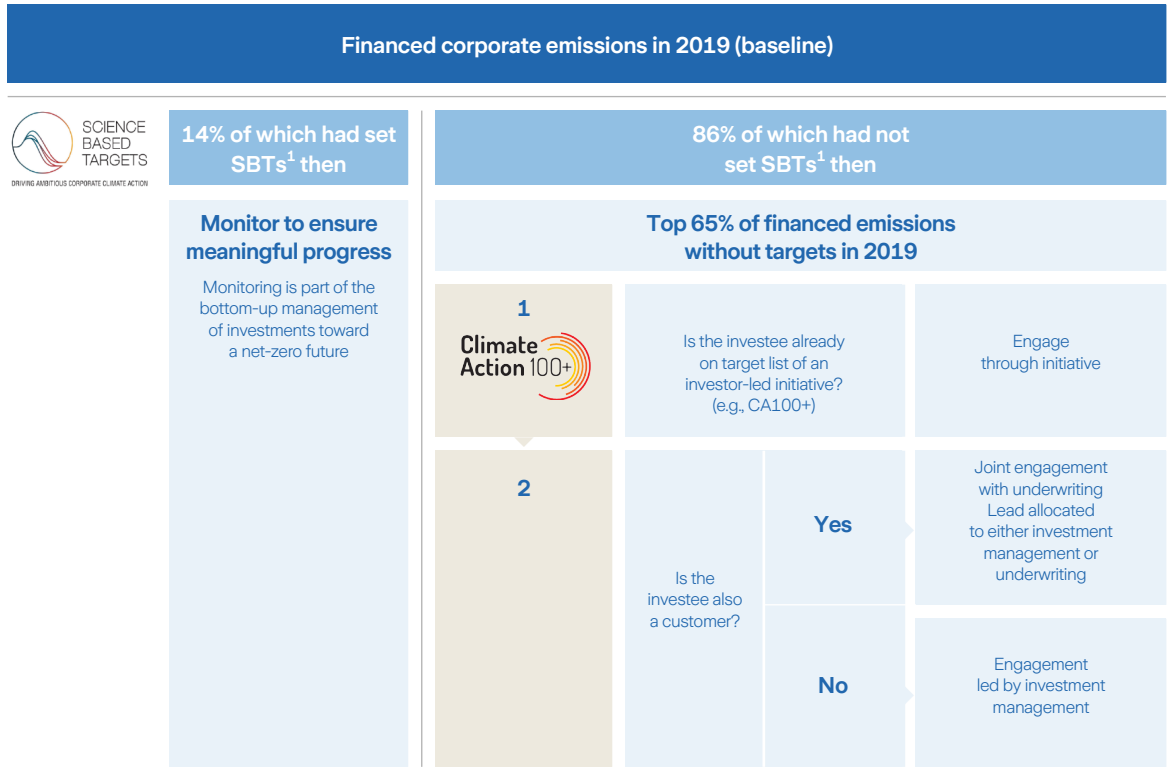 Financed corporate emissions in 2019 (baseline)
SCIENCE
BASED
TARGETS
DRIVING AMBITIOUS CORPORATE CLIMATE ACTION
14% of which had set
SBTs¹ then
86% of which had not
set SBTs¹ then
Monitor to ensure
meaningful progress
Monitoring is part of the
bottom-up management
of investments toward
a net-zero future
Top 65% of financed emissions
without targets in 2019
1
Climate
Action 100+
Is the investee already
on target list of an
investor-led initiative?
(e.g., CA100+)
Engage
through initiative
2
Is the
investee also
a customer?
Yes
Joint engagement
with underwriting
Lead allocated
to either investment
management or
underwriting
No
Engagement
led by investment
management